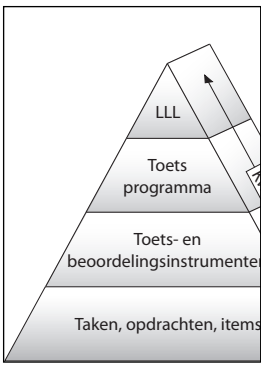 LLL
Toets
programma
Toets- en
beoordelingsinstrumenten
Taken, opdrachten, items